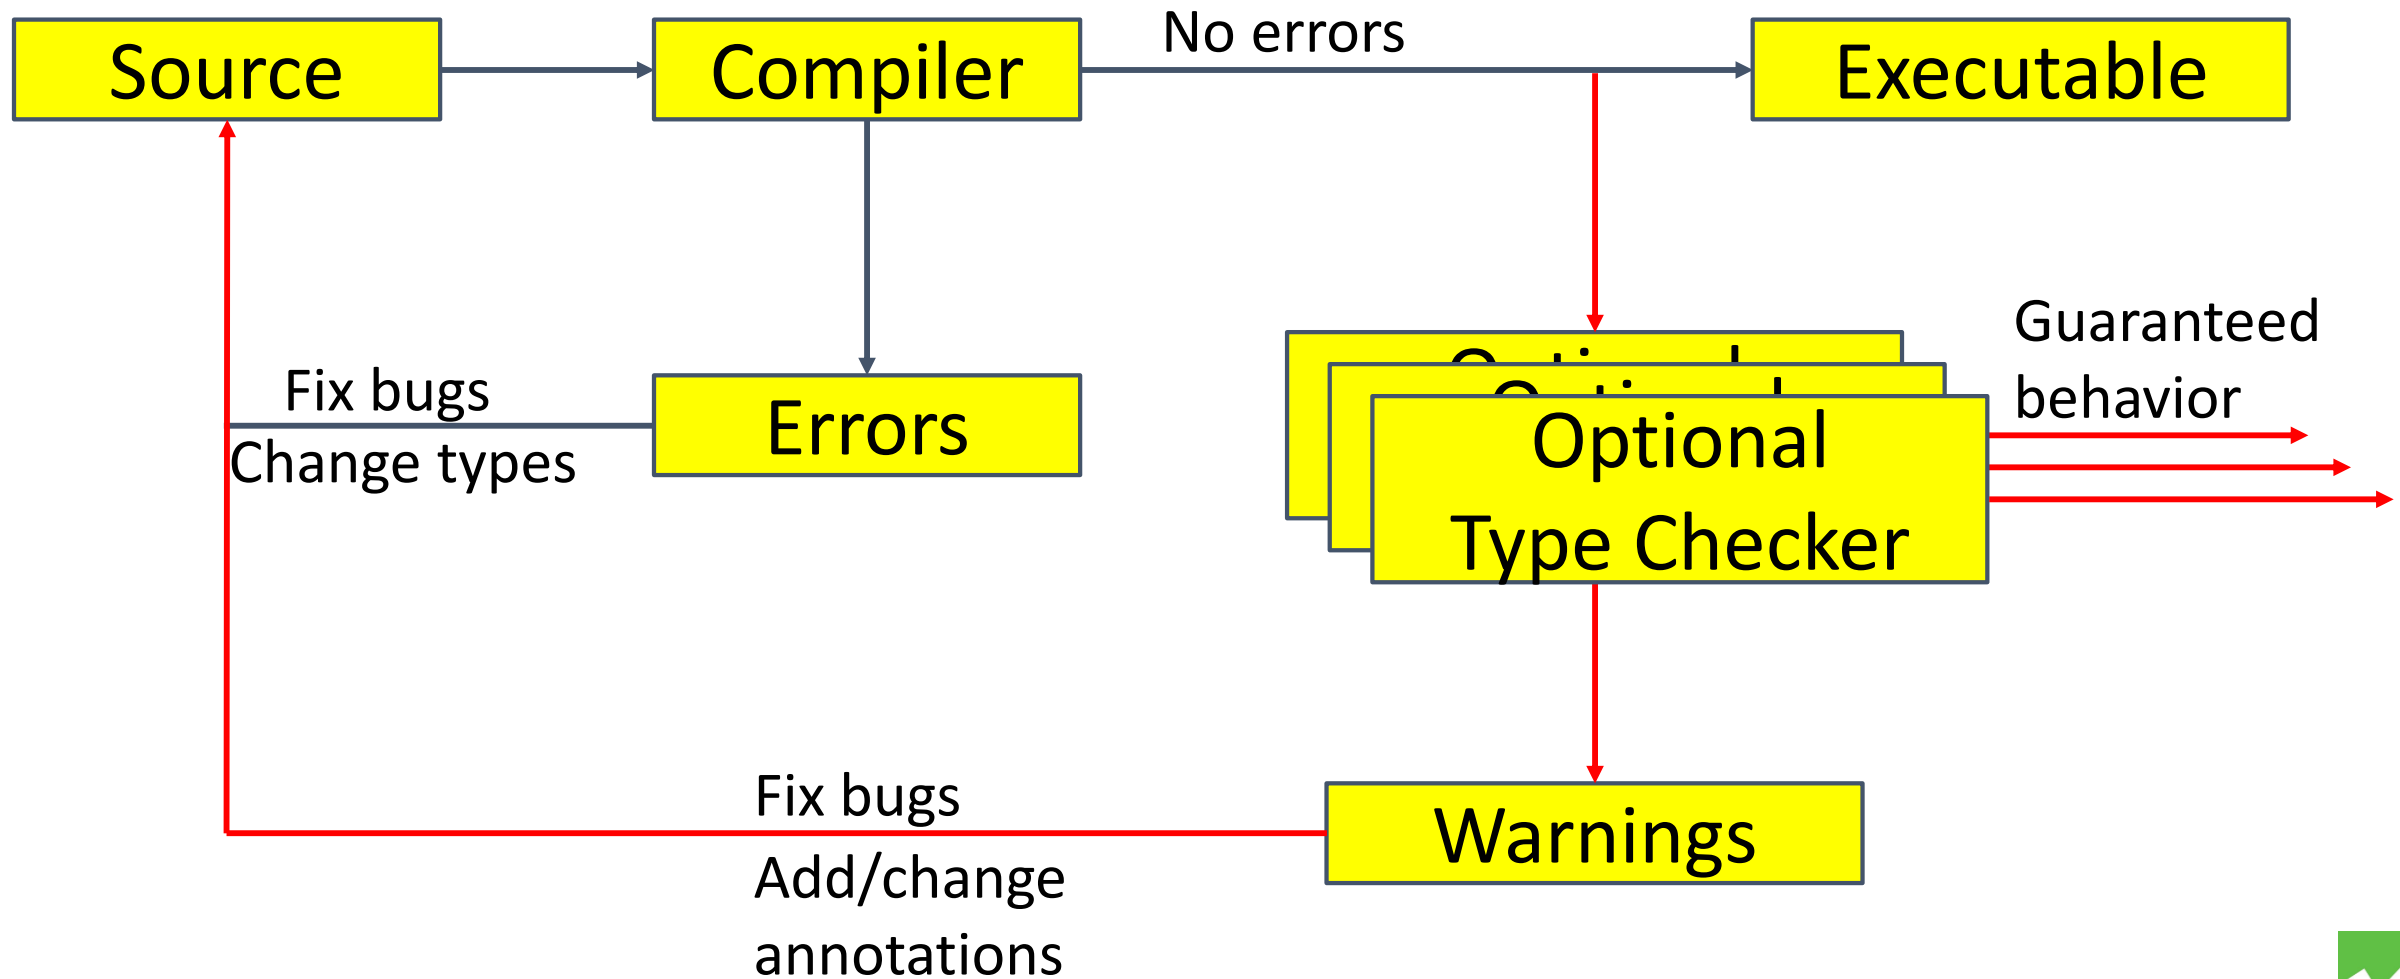 Source
Compiler
No errors
Executable
Guaranteed
behavior
Fix bugs
Change types
Errors
Optional
Type Checker
Fix bugs
Add/change
annotations
Warnings